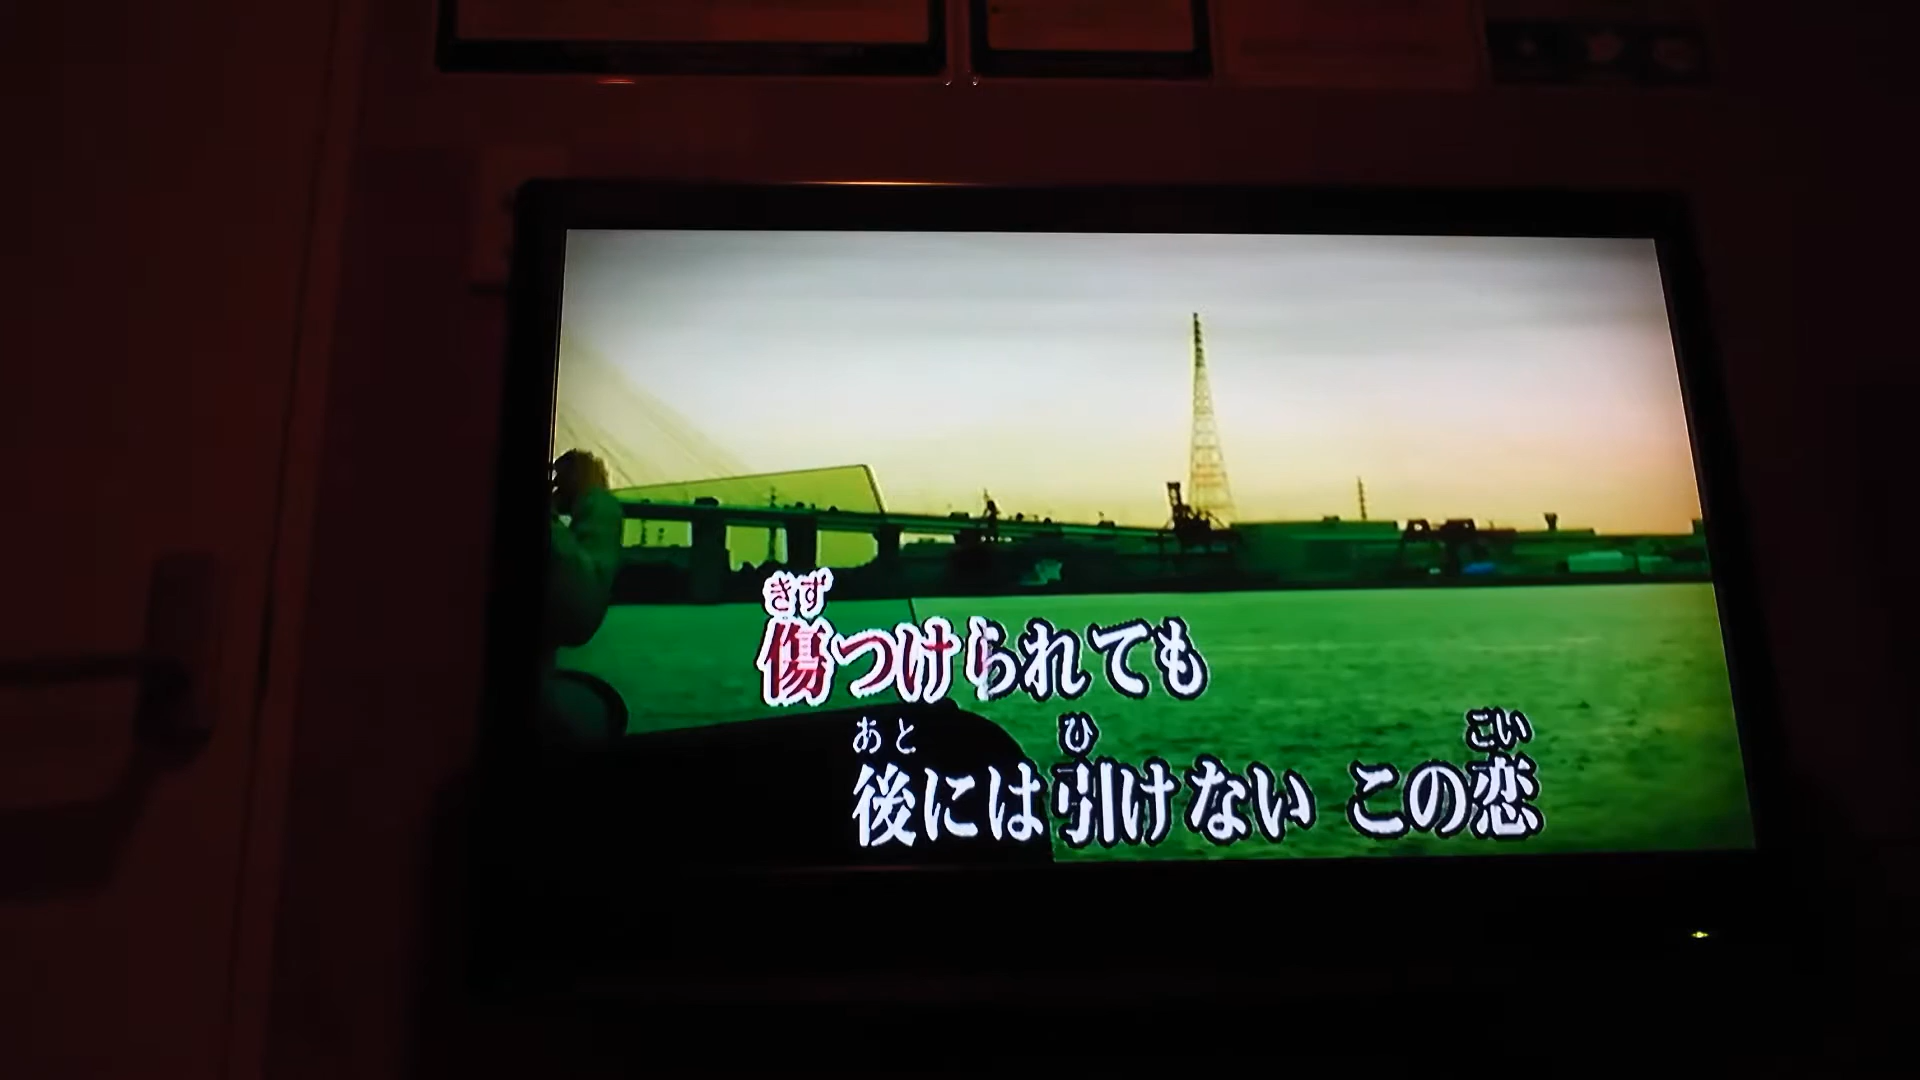 きず
傷つけられても
あと ひ ごい
後には引けない この恋